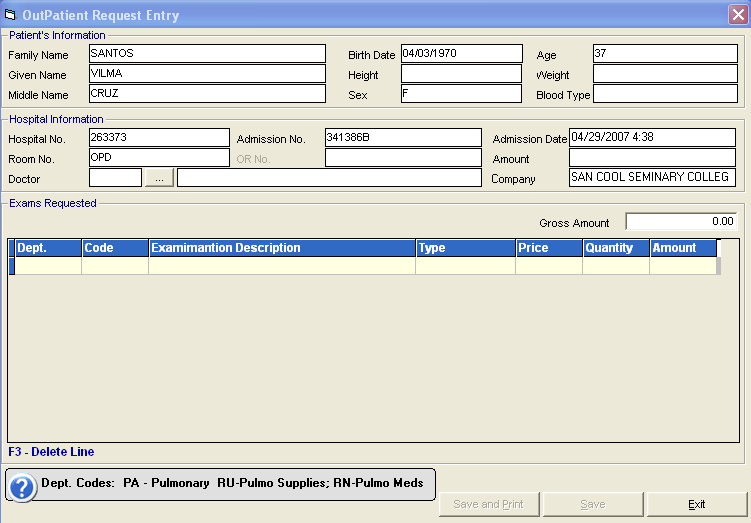 OutPatient Request Entry
Patient's Information
Family Name SANTOS Birth Date 04/03/1970 Age 37
Given Name VILMA Height Weight
Middle Name CRUZ Sex F Blood Type
Hospital Information
Hospital No. 263373 Admission No. 341386B Admission Date 04/29/2007 4:38
Room No. OPD OR No. Amount
Doctor ... Company SAN COOL SEMINARY COLLEG
Exams Requested
Gross Amount 0.00
Dept. Code Examimantion Description Type Price Quantity Amount
F3 - Delete Line
? Dept. Codes: PA - Pulmonary RU-Pulmo Supplies; RN-Pulmo Meds
Save and Print Save Exit